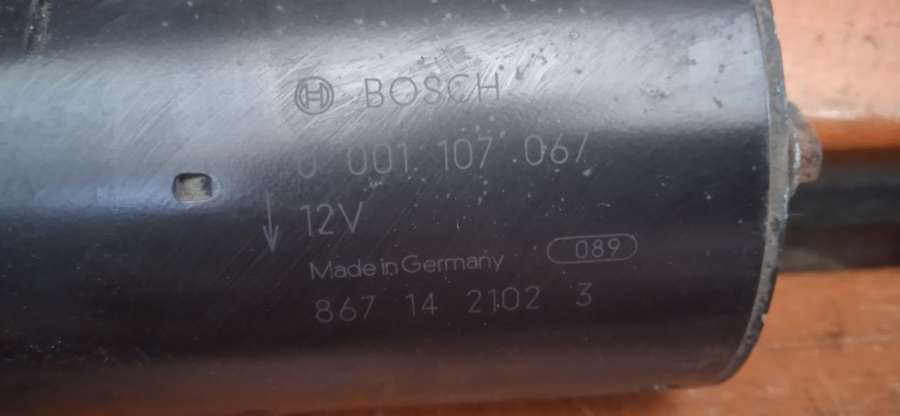 BOSCH
0 001 107 067
12V
Made in Germany 089
867 14 2102 3